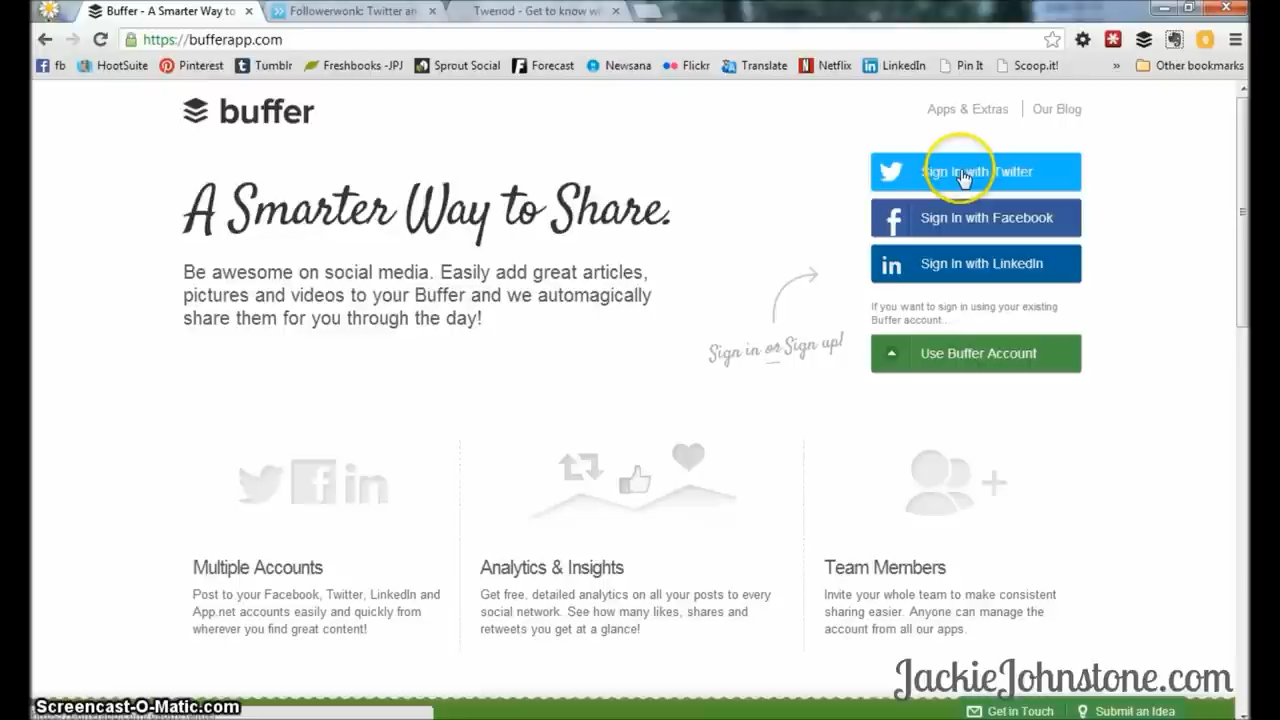 Buffer - A Smarter Way to
Followerwonk: Twitter an
Twenod - Get to know wi
https://bufferapp.com
fb HootSuite Pinterest Tumblr Freshbooks -JPJ Sprout Social Forecast Newsana Flickr Translate Netflix LinkedIn Pin It Scoop.it! » Other bookmarks
buffer
Apps & Extras
Our Blog
A Smarter Way to Share.
Be awesome on social media. Easily add great articles,
pictures and videos to your Buffer and we automagically
share them for you through the day!
Sign in or Sign up!
Sign In with Twitter
Sign In with Facebook
Sign In with LinkedIn
If you want to sign in using your existing
Buffer account...
Use Buffer Account
Multiple Accounts
Post to your Facebook, Twitter, LinkedIn and
App.net accounts easily and quickly from
wherever you find great content!
Analytics & Insights
Get free, detailed analytics on all your posts to every
social network. See how many likes, shares and
retweets you get at a glance!
Team Members
Invite your whole team to make consistent
sharing easier. Anyone can manage the
account from all our apps.
JackieJohnstone.com
Screencast-O-Matic.com
Get in Touch
Submit an Idea